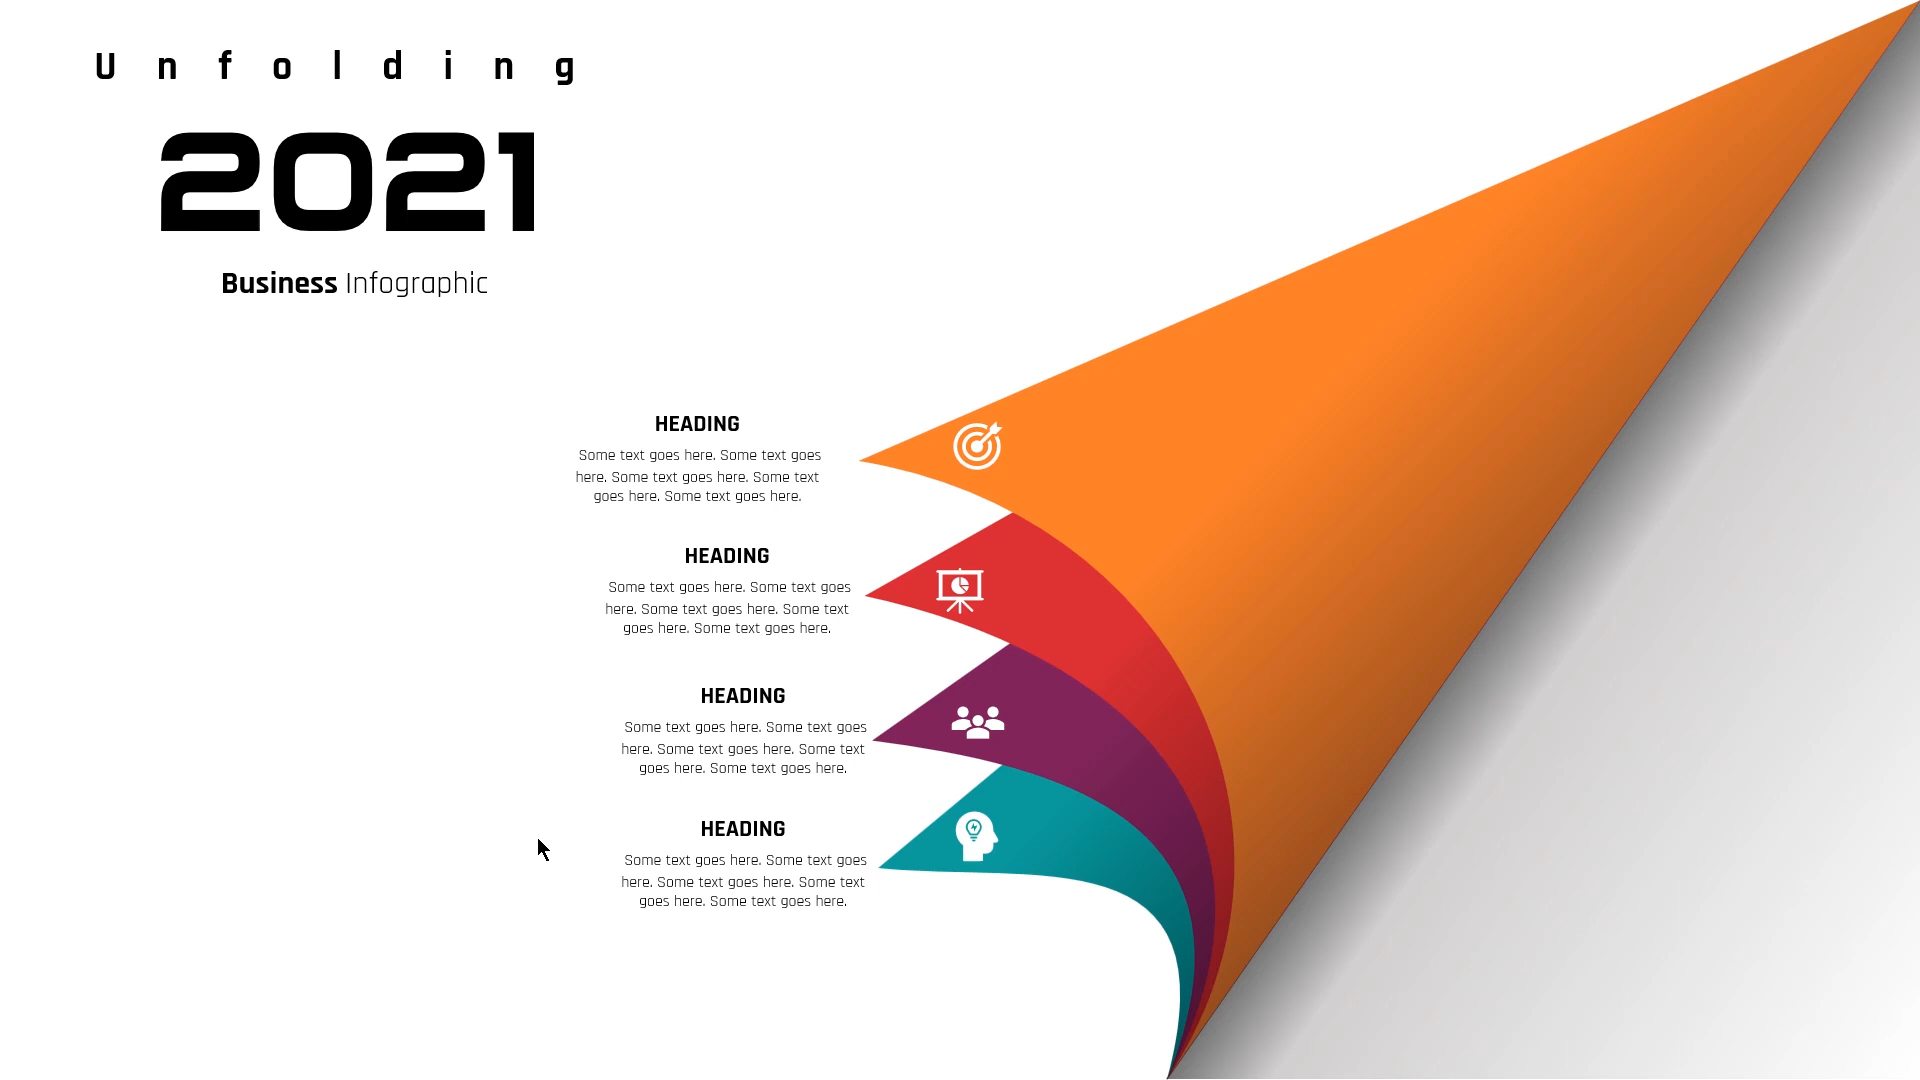 Unfolding
2021
Business Infographic
HEADING
Some text goes here. Some text goes
here. Some text goes here. Some text
goes here. Some text goes here.
HEADING
Some text goes here. Some text goes
here. Some text goes here. Some text
goes here. Some text goes here.
HEADING
Some text goes here. Some text goes
here. Some text goes here. Some text
goes here. Some text goes here.
HEADING
Some text goes here. Some text goes
here. Some text goes here. Some text
goes here. Some text goes here.